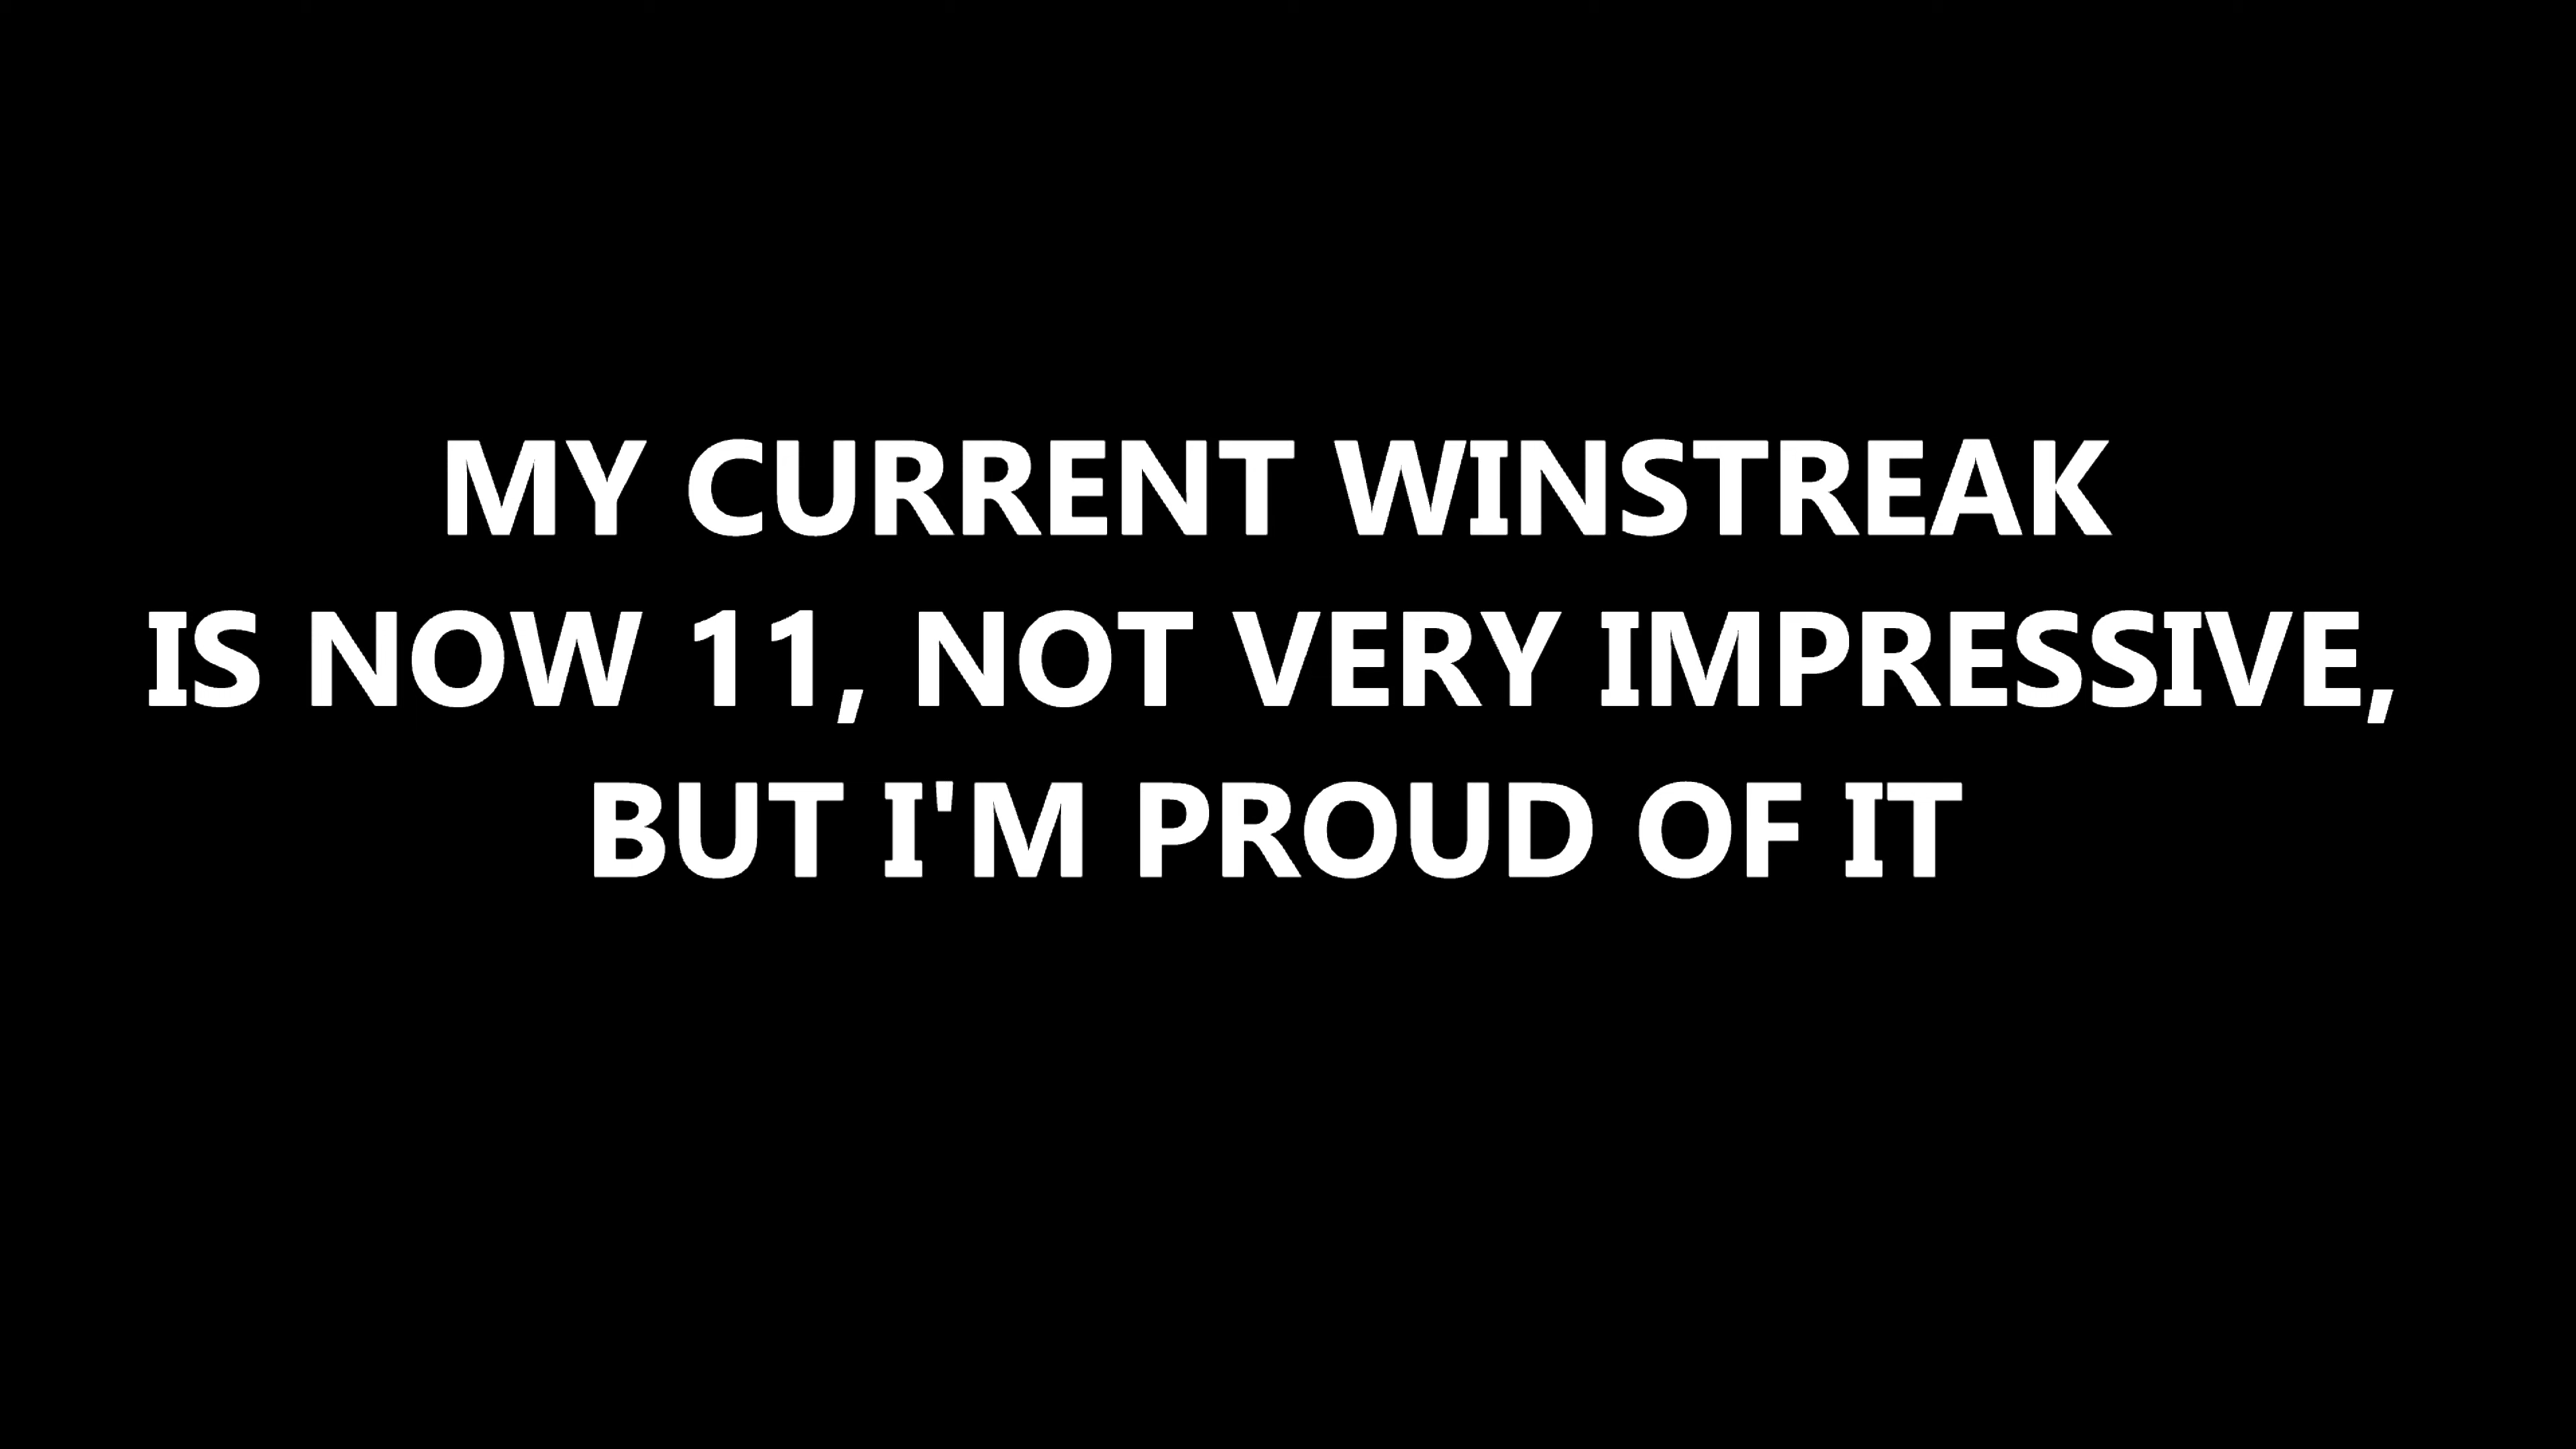 MY CURRENT WINSTREAK
IS NOW 11, NOT VERY IMPRESSIVE,
BUT I'M PROUD OF IT